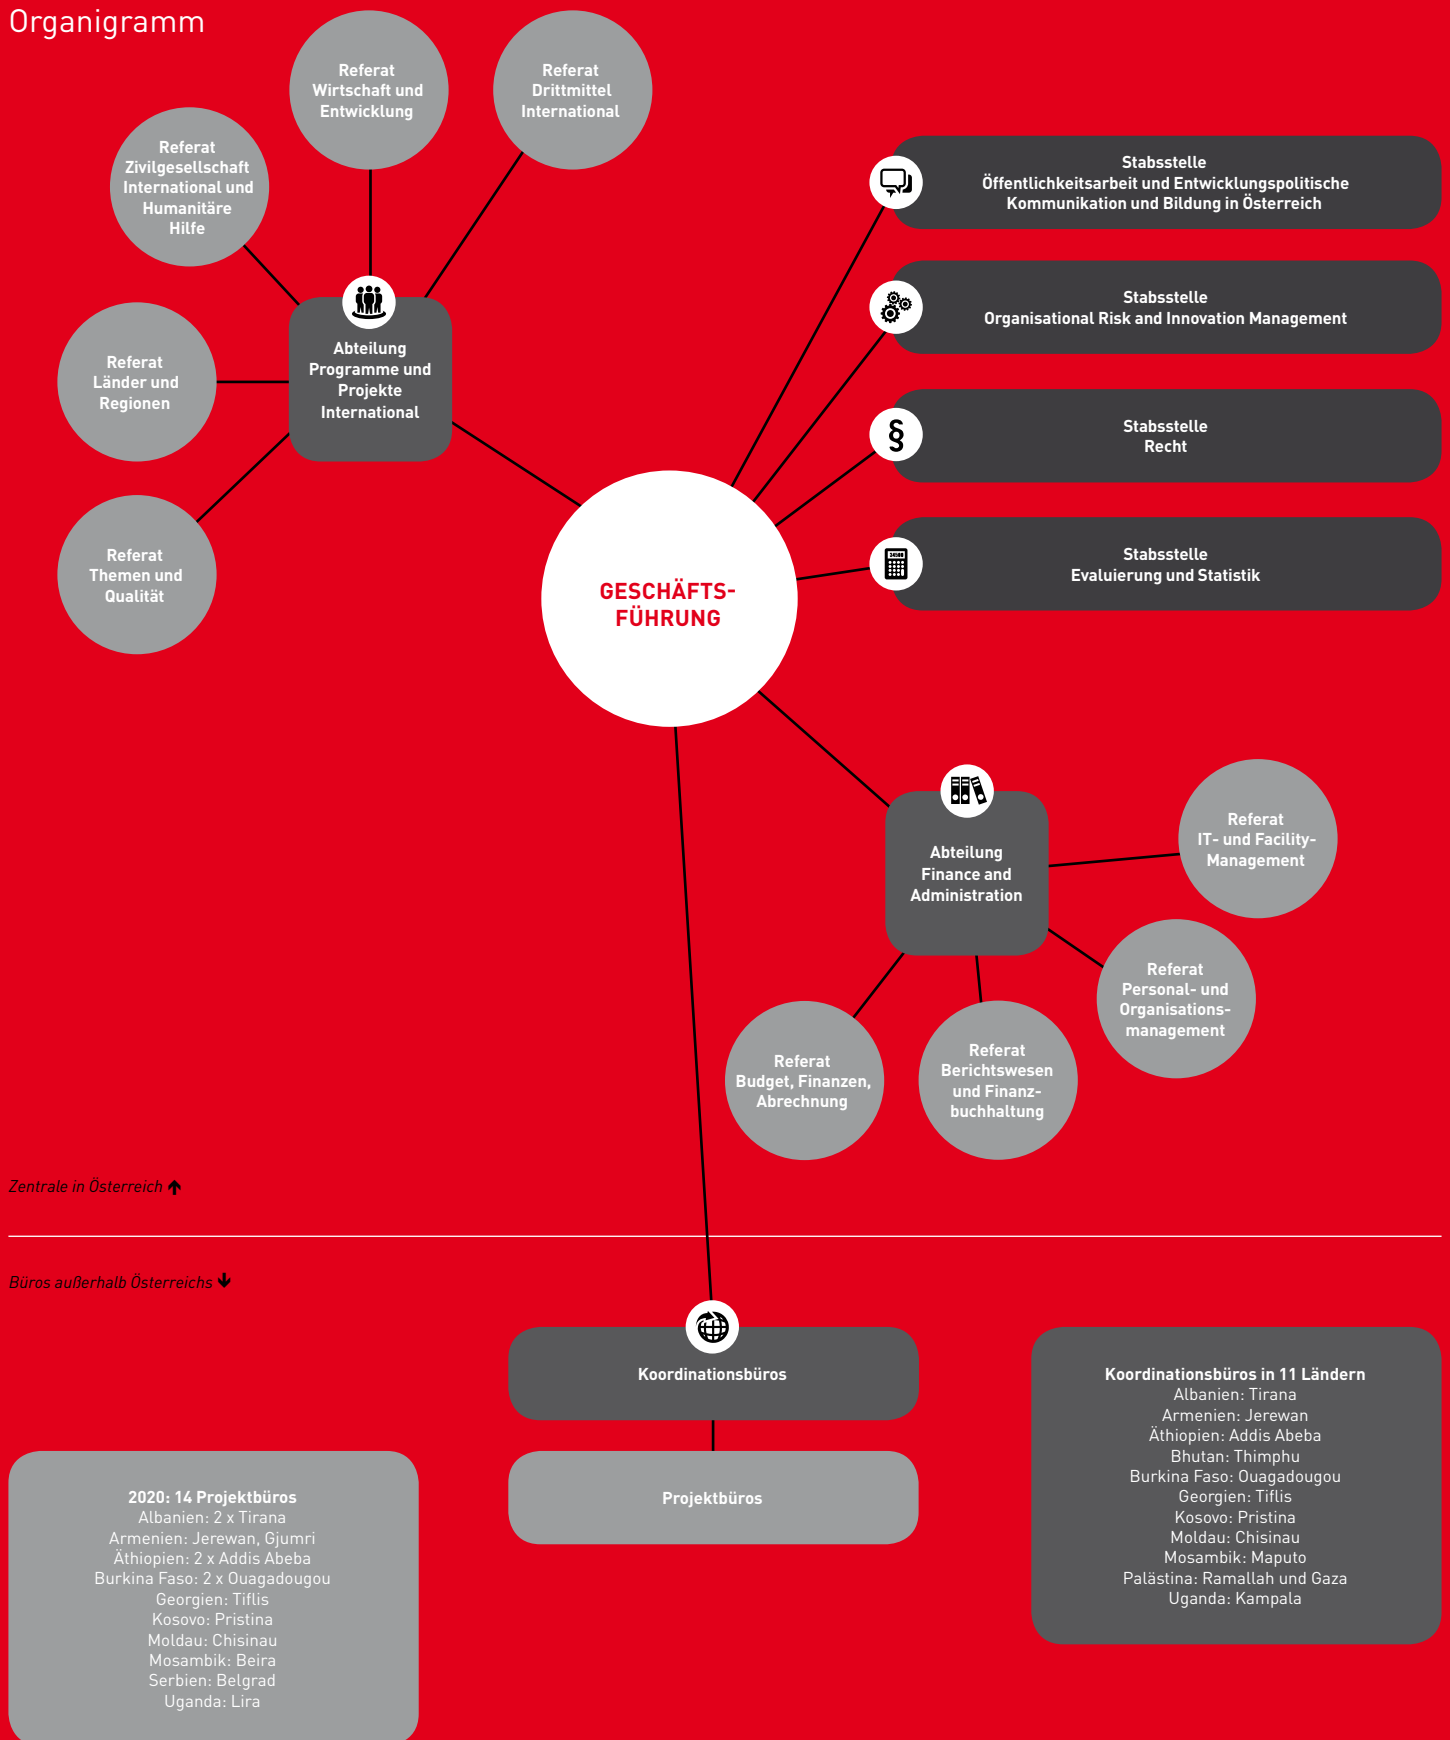 Organigramm
Referat
Wirtschaft und
Entwicklung
Referat
Drittmittel
International
Referat
Zivilgesellschaft
International und
Humanitäre
Hilfe
Referat
Länder und
Regionen
Referat
Themen und
Qualität
Abteilung
Programme und
Projekte
International
Stabsstelle
Öffentlichkeitsarbeit und Entwicklungspolitische
Kommunikation und Bildung in Österreich
Stabsstelle
Organisational Risk and Innovation Management
§
Stabsstelle
Recht
Stabsstelle
Evaluierung und Statistik
GESCHÄFTS-
FÜHRUNG
Abteilung
Finance and
Administration
Referat
IT- und Facility-
Management
Referat
Personal- und
Organisations-
management
Referat
Berichtswesen
und Finanz-
buchhaltung
Referat
Budget, Finanzen,
Abrechnung
Zentrale in Österreich
Büros außerhalb Österreichs
Koordinationsbüros
Projektbüros
2020: 14 Projektbüros
Albanien: 2 x Tirana
Armenien: Jerewan, Gjumri
Äthiopien: 2 x Addis Abeba
Burkina Faso: 2 x Ouagadougou
Georgien: Tiflis
Kosovo: Pristina
Moldau: Chisinau
Mosambik: Beira
Serbien: Belgrad
Uganda: Lira
Koordinationsbüros in 11 Ländern
Albanien: Tirana
Armenien: Jerewan
Äthiopien: Addis Abeba
Bhutan: Thimphu
Burkina Faso: Ouagadougou
Georgien: Tiflis
Kosovo: Pristina
Moldau: Chisinau
Mosambik: Maputo
Palästina: Ramallah und Gaza
Uganda: Kampala